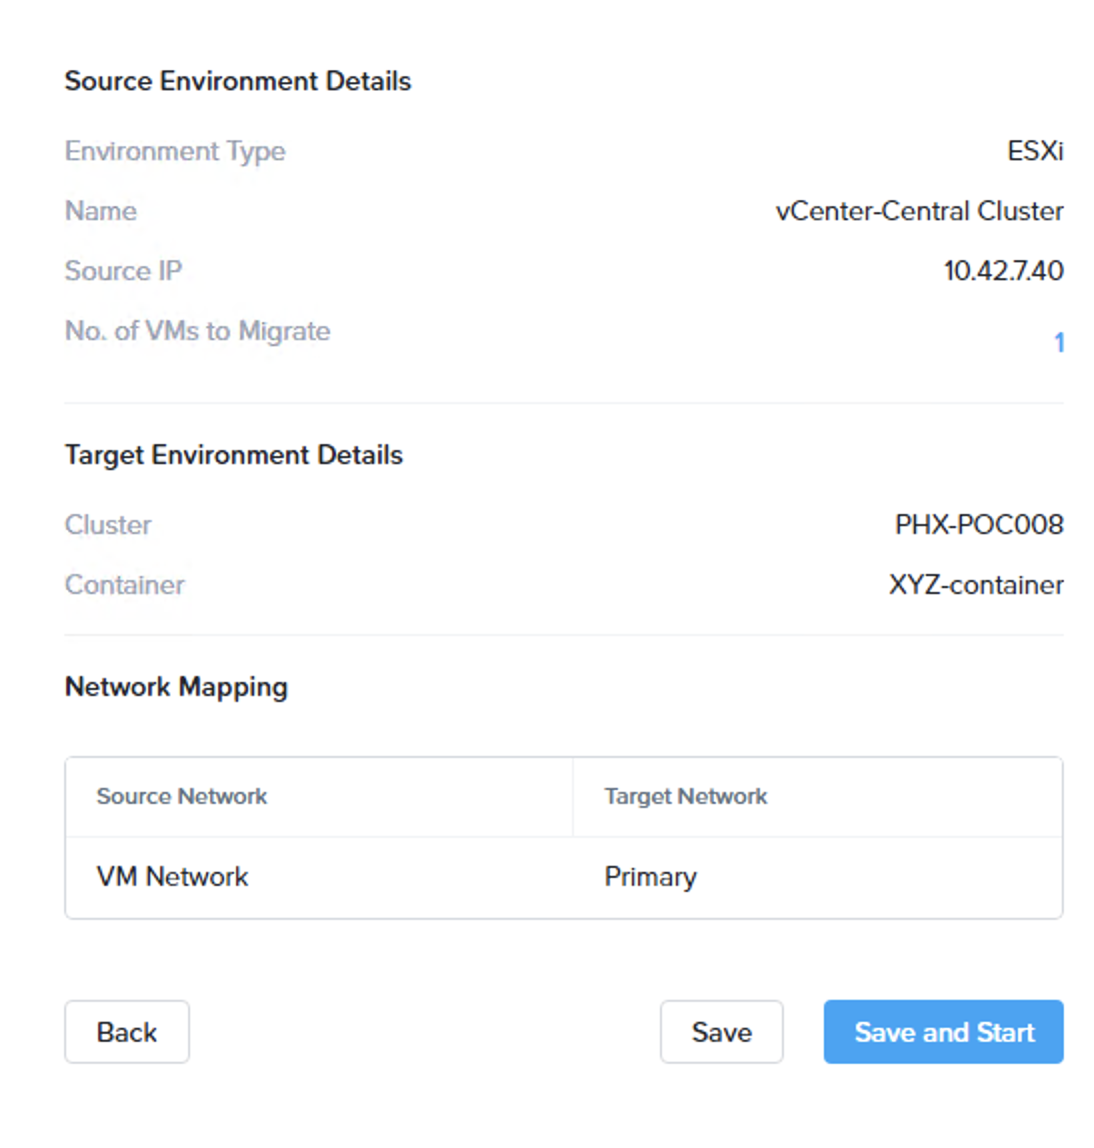 Source Environment Details
Environment Type ESXi
Name vCenter-Central Cluster
Source IP 10.42.7.40
No. of VMs to Migrate 1
Target Environment Details
Cluster PHX-POC008
Container XYZ-container
Network Mapping
Source Network Target Network
VM Network Primary
Back Save Save and Start